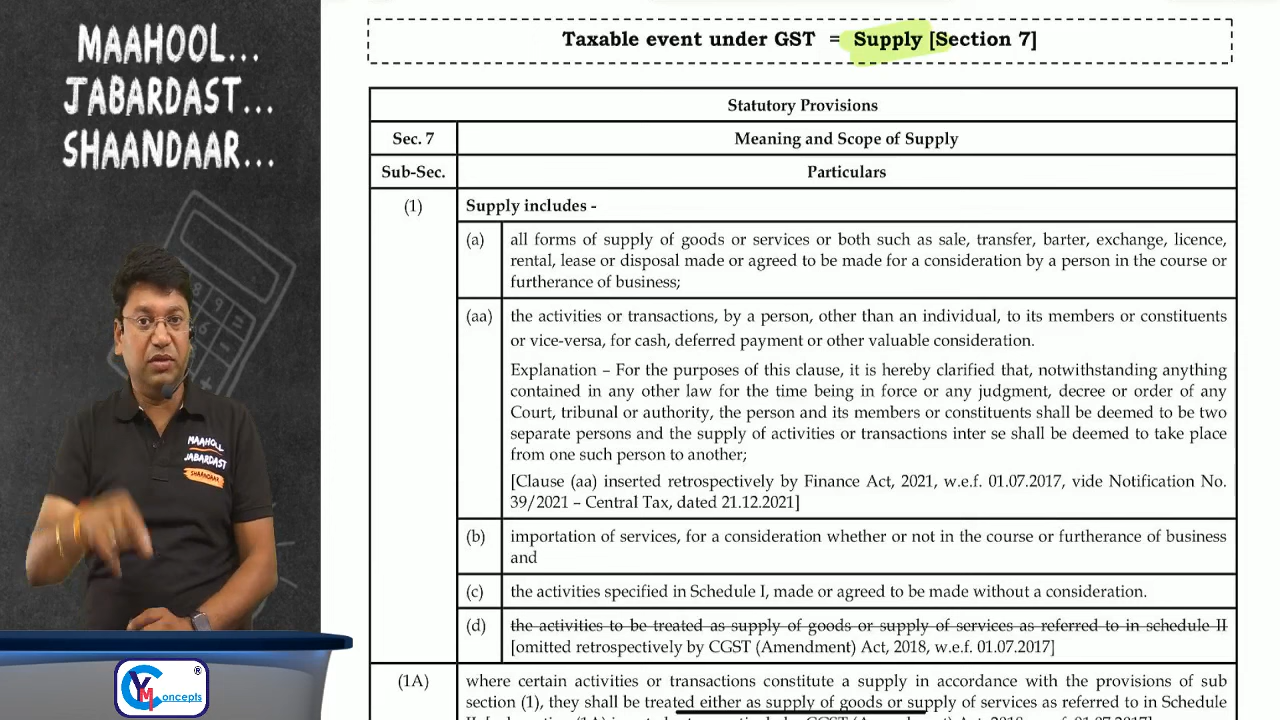 MAAHOOL...
JABARDAST...
SHAANDAAR...
Taxable event under GST = Supply [Section 7]
Statutory Provisions
Sec. 7 Meaning and Scope of Supply
Sub-Sec. Particulars
(1) Supply includes -
(a) all forms of supply of goods or services or both such as sale, transfer, barter, exchange, licence,
rental, lease or disposal made or agreed to be made for a consideration by a person in the course or
furtherance of business;
(aa) the activities or transactions, by a person, other than an individual, to its members or constituents
or vice-versa, for cash, deferred payment or other valuable consideration.
Explanation – For the purposes of this clause, it is hereby clarified that, notwithstanding anything
contained in any other law for the time being in force or any judgment, decree or order of any
Court, tribunal or authority, the person and its members or constituents shall be deemed to be two
separate persons and the supply of activities or transactions inter se shall be deemed to take place
from one such person to another;
[Clause (aa) inserted retrospectively by Finance Act, 2021, w.e.f. 01.07.2017, vide Notification No.
39/2021 – Central Tax, dated 21.12.2021]
(b) importation of services, for a consideration whether or not in the course or furtherance of business
and
(c) the activities specified in Schedule I, made or agreed to be made without a consideration.
(d) the activities to be treated as supply of goods or supply of services as referred to in schedule II
[omitted retrospectively by CGST (Amendment) Act, 2018, w.e.f. 01.07.2017]
(1A) where certain activities or transactions constitute a supply in accordance with the provisions of sub
section (1), they shall be treated either as supply of goods or supply of services as referred to in Schedule
MAAHOOL
JABARDAST
SHAANDAAR
YM Concepts ®